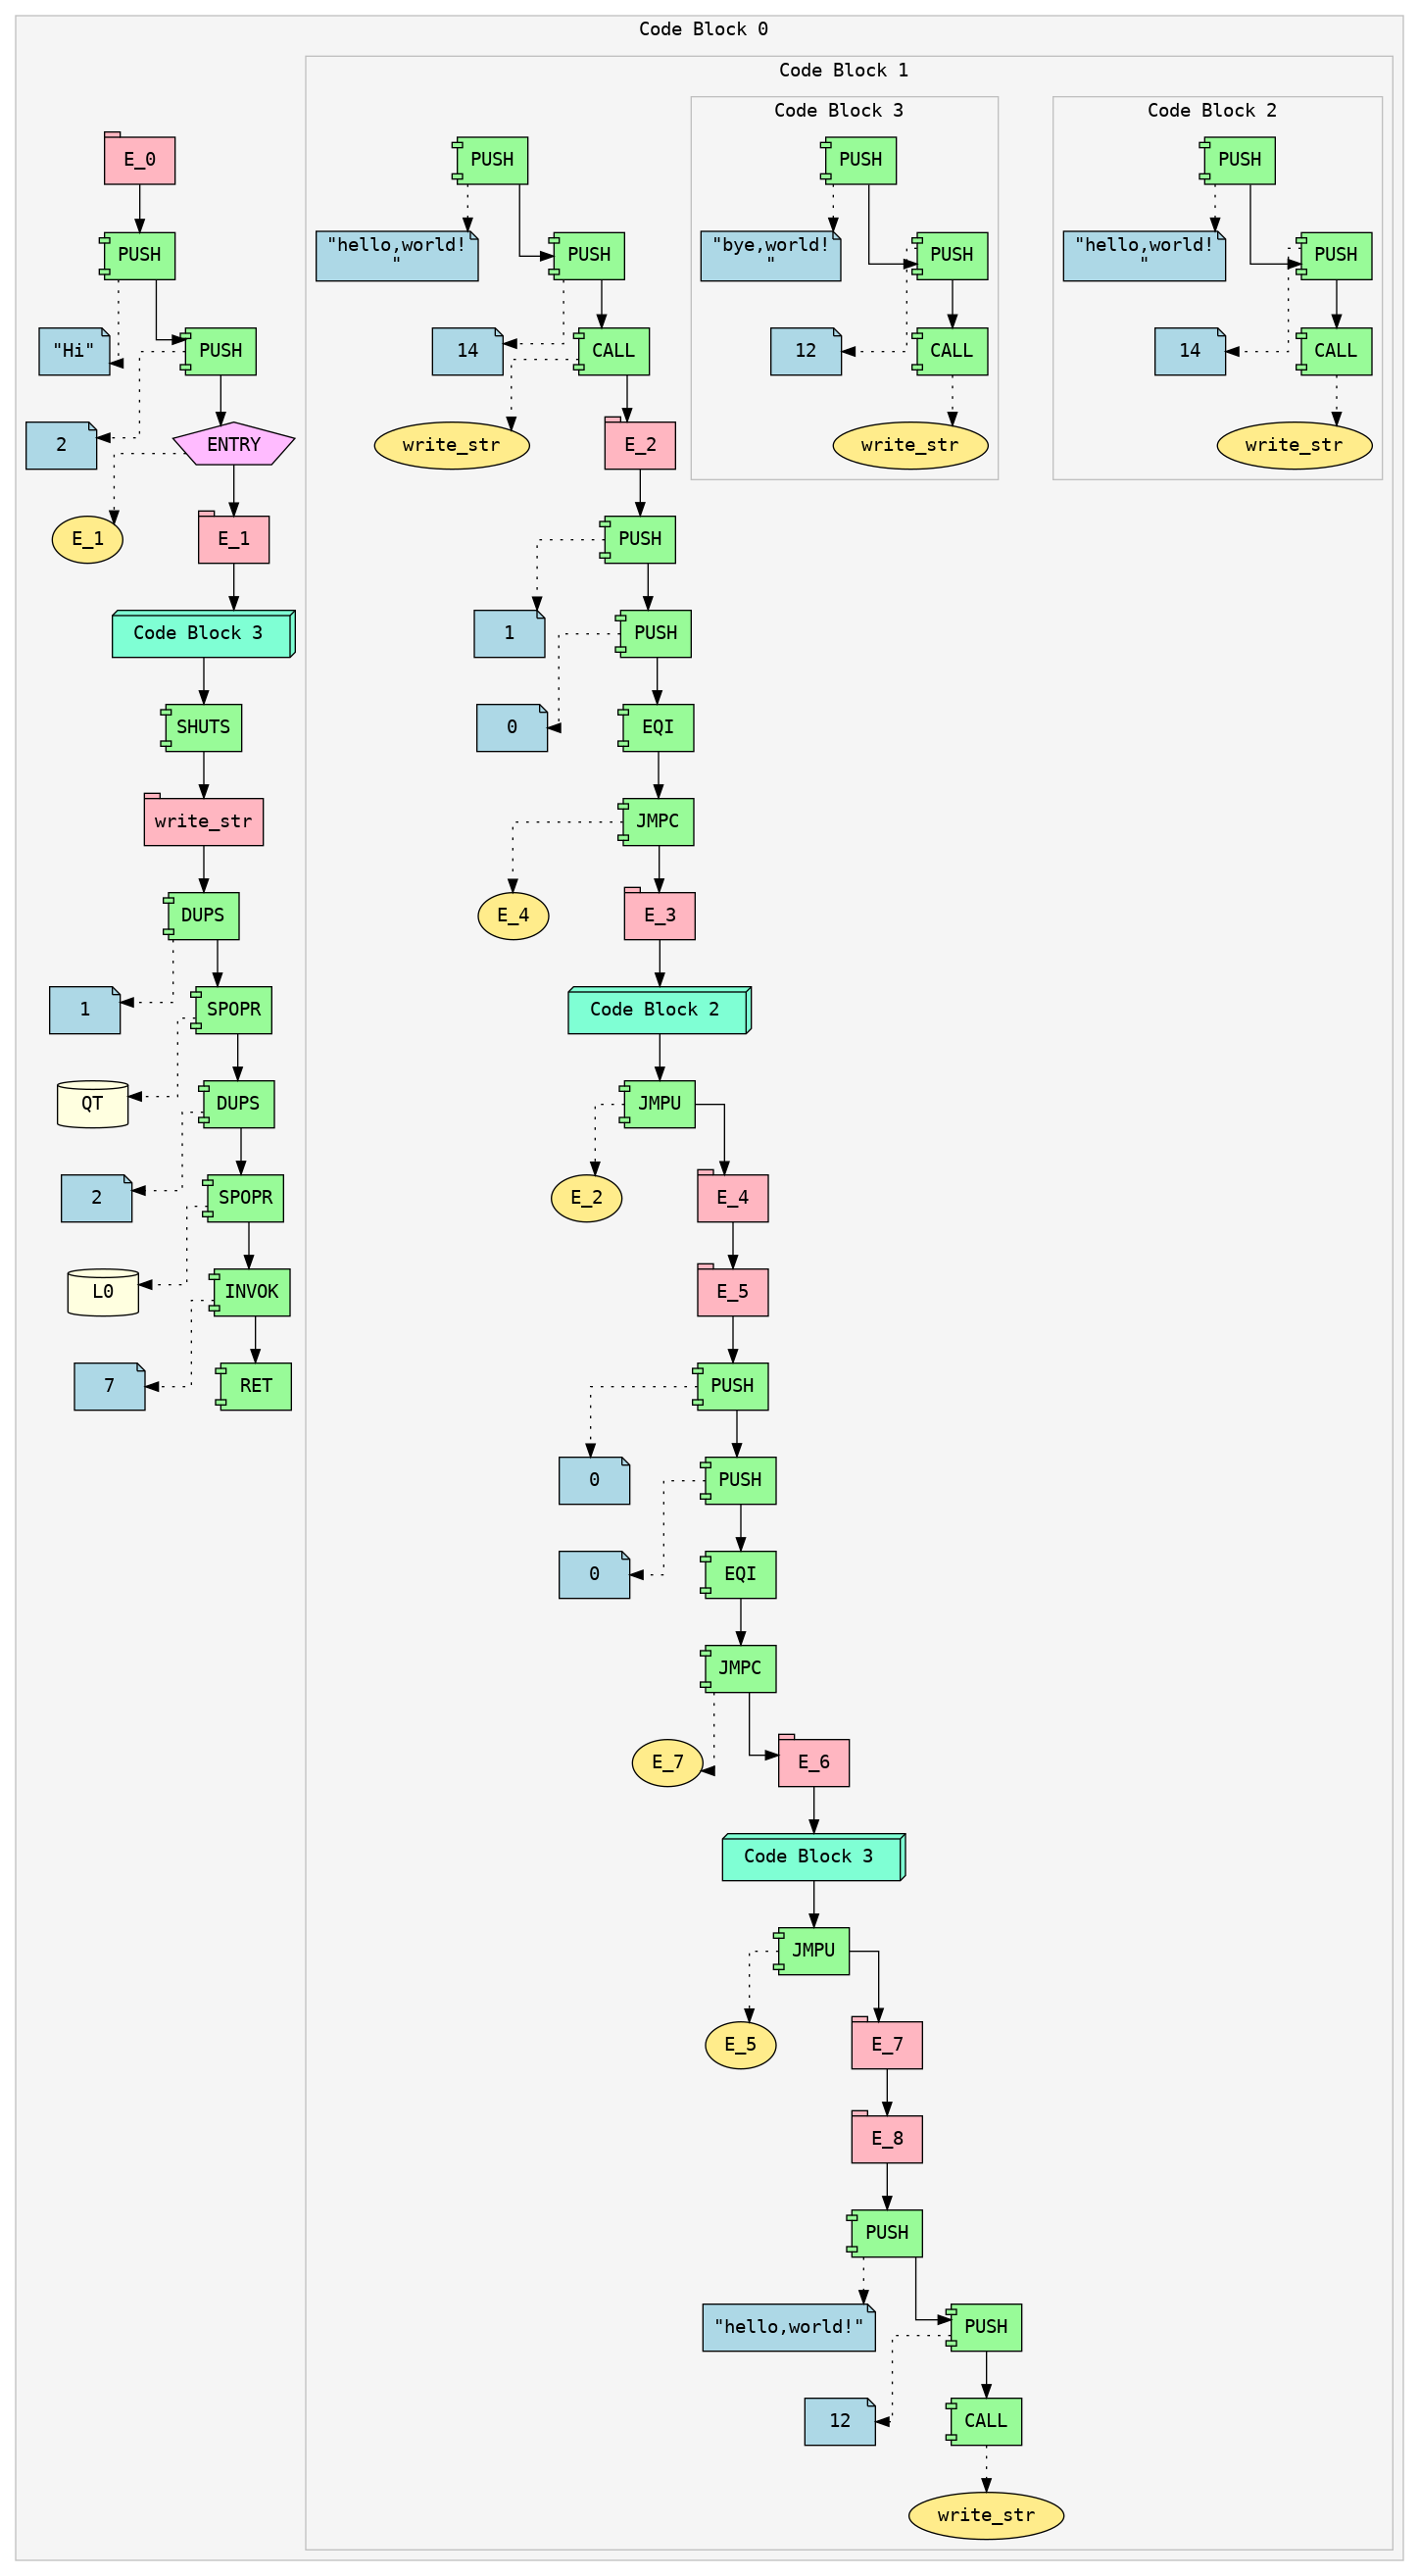 Code Block 0
E_0
PUSH
"Hi"
PUSH
2
ENTRY
E_1
E_1
Code Block 3
SHUTS
write_str
DUPS
1
SPOPR
QT
DUPS
2
SPOPR
L0
INVOK
7
RET
Code Block 1
PUSH
"hello,world!
"
PUSH
14
CALL
write_str
E_2
PUSH
1
PUSH
0
EQI
JMPC
E_4
E_3
Code Block 2
JMPU
E_2
E_4
E_5
PUSH
0
PUSH
0
EQI
JMPC
E_7
E_6
Code Block 3
JMPU
E_5
E_7
E_8
PUSH
"hello,world!"
PUSH
12
CALL
write_str
Code Block 3
PUSH
"bye,world!
"
PUSH
12
CALL
write_str
Code Block 2
PUSH
"hello,world!
"
PUSH
14
CALL
write_str